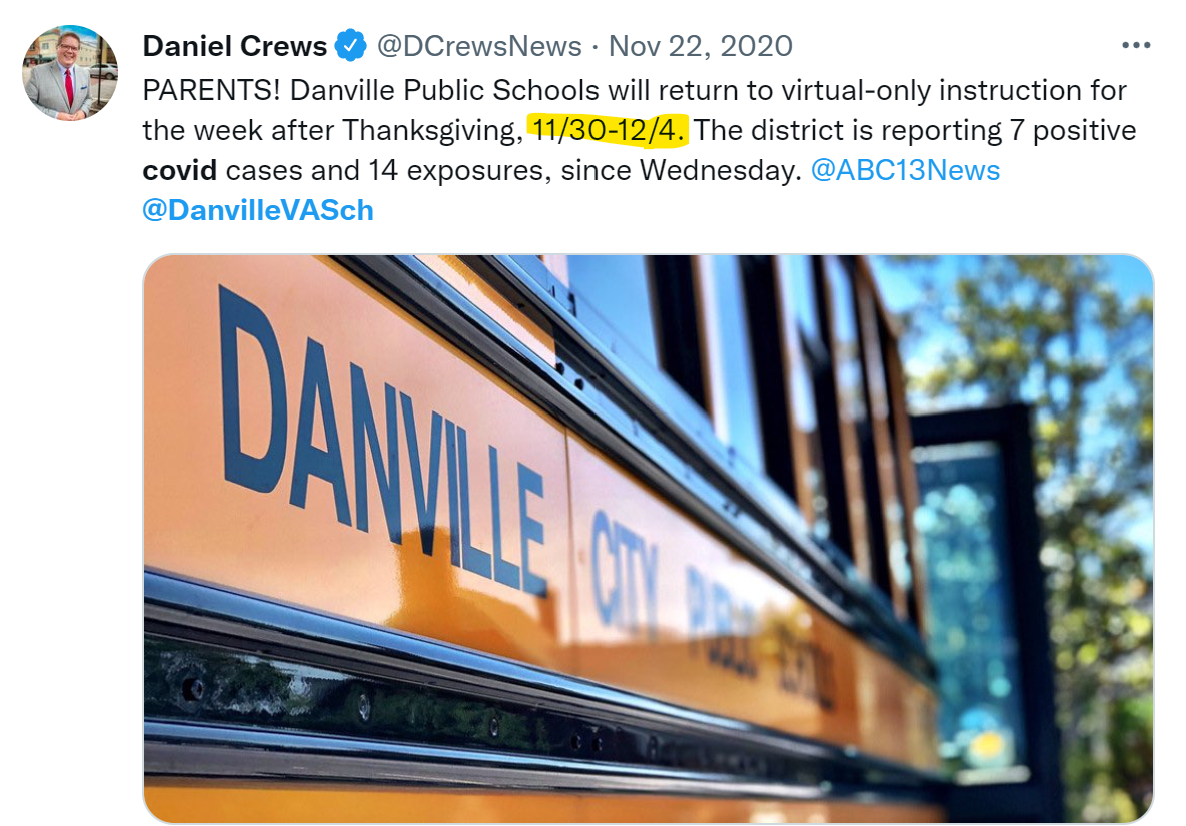 Daniel Crews @DCrewsNews · Nov 22, 2020
PARENTS! Danville Public Schools will return to virtual-only instruction for
the week after Thanksgiving, 11/30-12/4. The district is reporting 7 positive
covid cases and 14 exposures, since Wednesday. @ABC13News
@DanvilleVASch
DANVILLE CITY PUBLIC